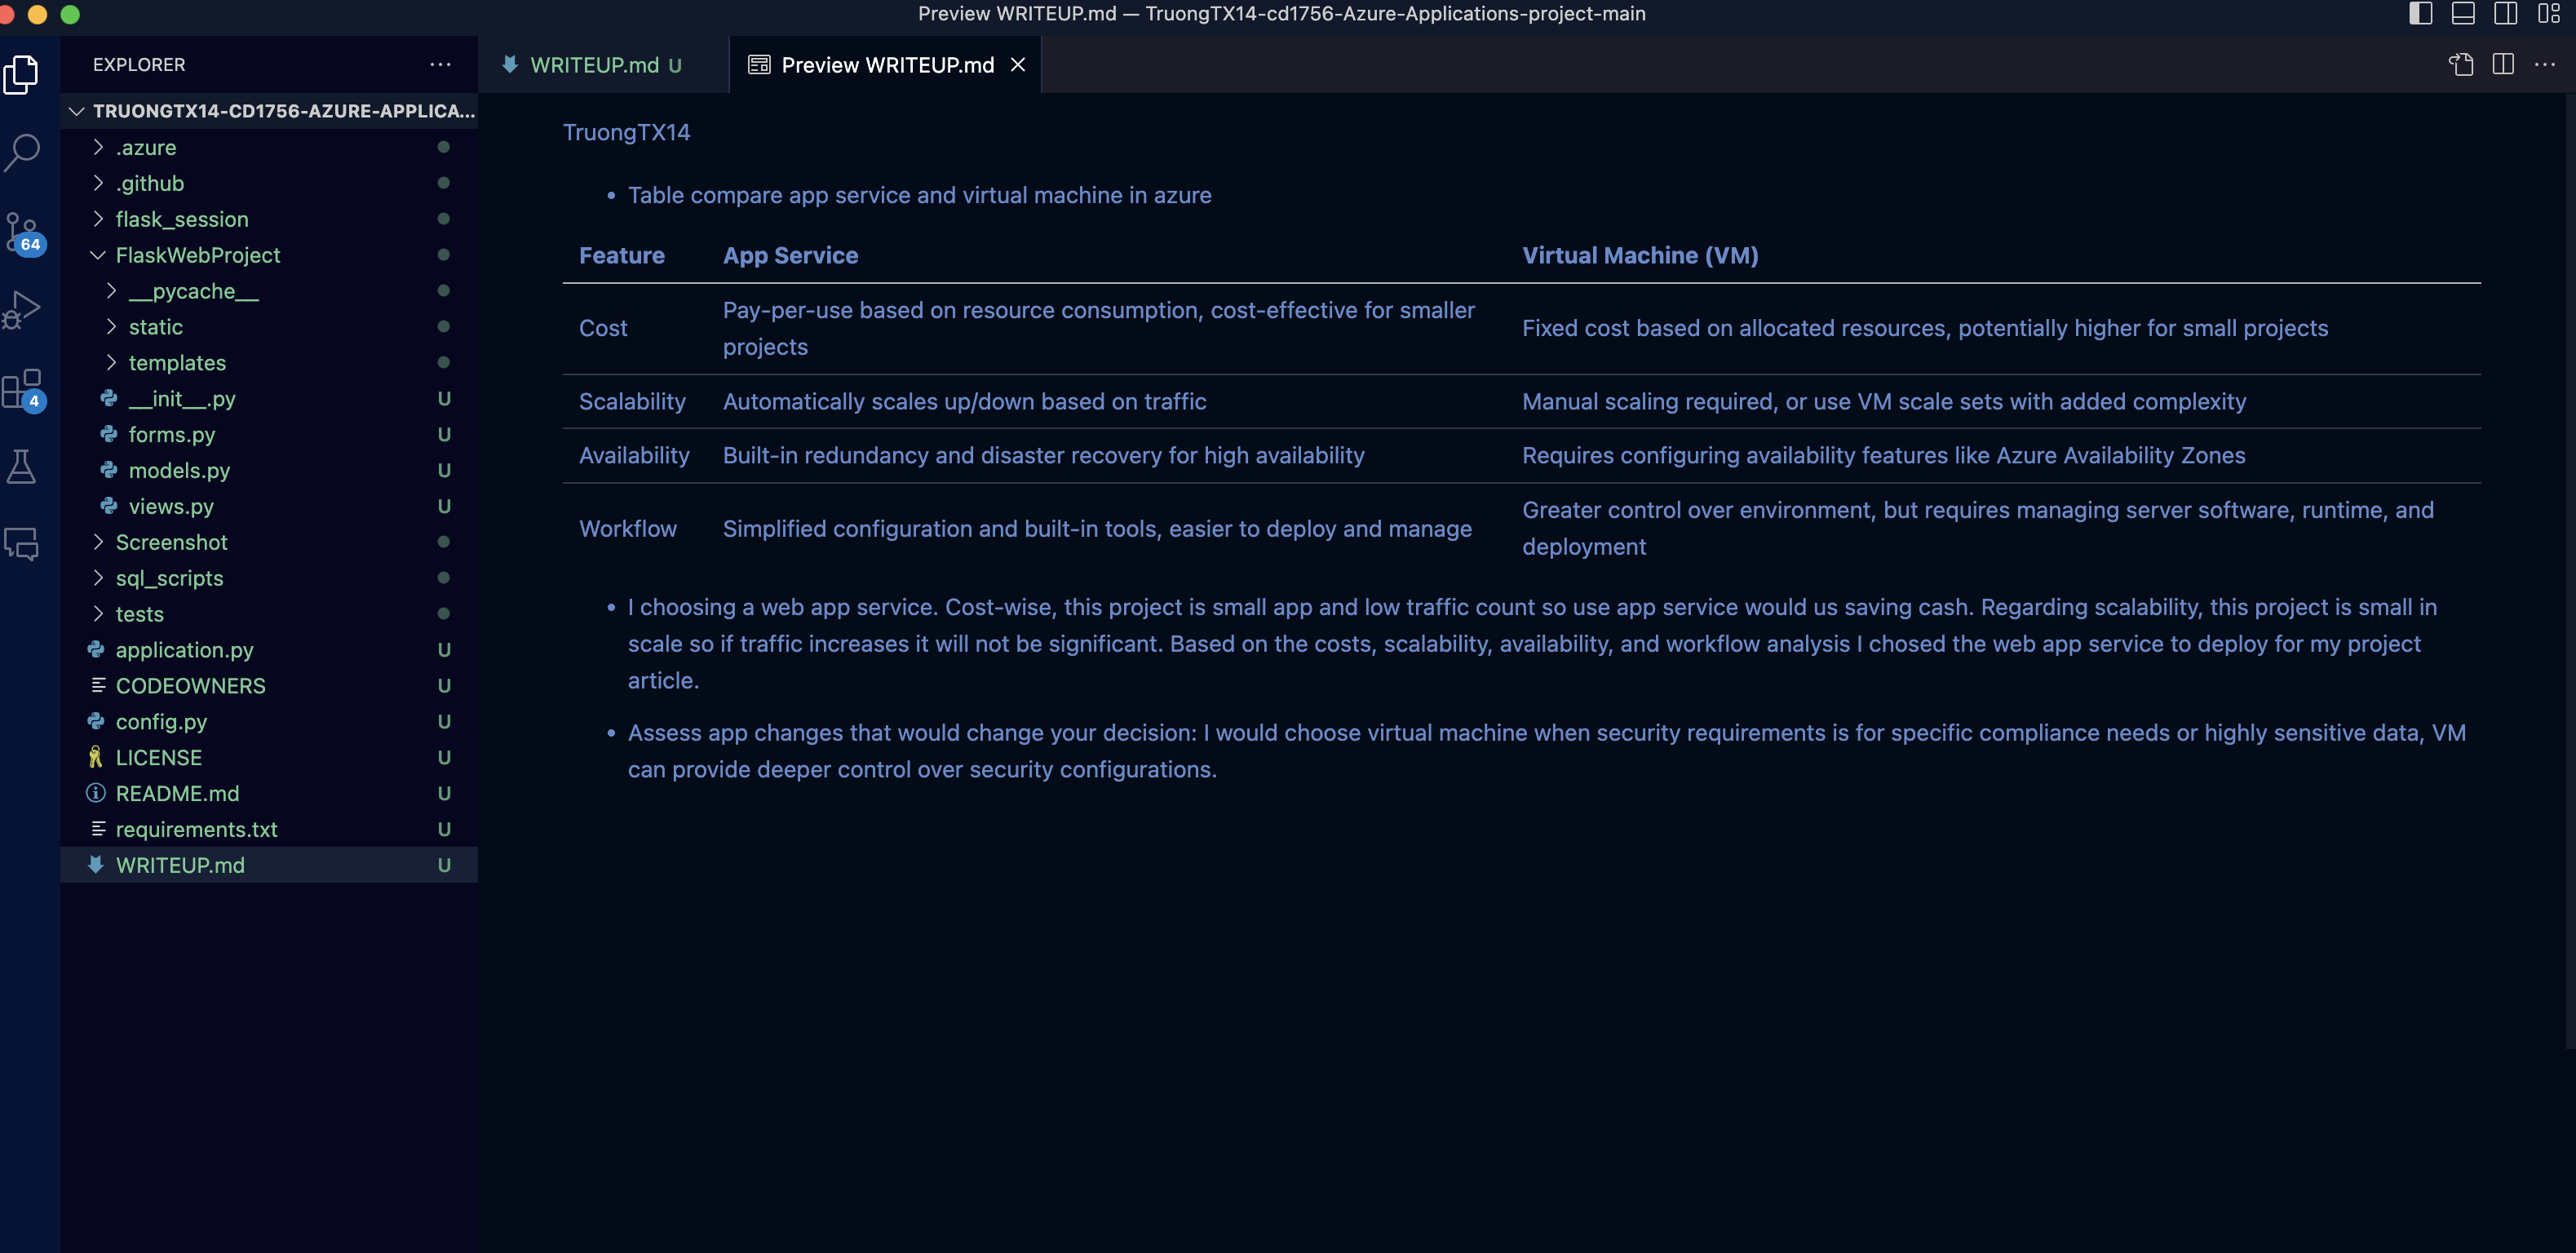 Preview WRITEUP.md — TruongTX14-cd1756-Azure-Applications-project-main
EXPLORER
TRUONGTX14-CD1756-AZURE-APPLICA...
.azure
.github
flask_session
FlaskWebProject
__pycache__
static
templates
__init__.py U
forms.py U
models.py U
views.py U
Screenshot
sql_scripts
tests
application.py U
CODEOWNERS U
config.py U
LICENSE U
README.md U
requirements.txt U
WRITEUP.md U
64
4
WRITEUP.md U
Preview WRITEUP.md
TruongTX14
• Table compare app service and virtual machine in azure
Feature App Service Virtual Machine (VM)
Cost Pay-per-use based on resource consumption, cost-effective for smaller
projects Fixed cost based on allocated resources, potentially higher for small projects
Scalability Automatically scales up/down based on traffic Manual scaling required, or use VM scale sets with added complexity
Availability Built-in redundancy and disaster recovery for high availability Requires configuring availability features like Azure Availability Zones
Workflow Simplified configuration and built-in tools, easier to deploy and manage Greater control over environment, but requires managing server software, runtime, and
deployment
• I choosing a web app service. Cost-wise, this project is small app and low traffic count so use app service would us saving cash. Regarding scalability, this project is small in
scale so if traffic increases it will not be significant. Based on the costs, scalability, availability, and workflow analysis I chosed the web app service to deploy for my project
article.
• Assess app changes that would change your decision: I would choose virtual machine when security requirements is for specific compliance needs or highly sensitive data, VM
can provide deeper control over security configurations.